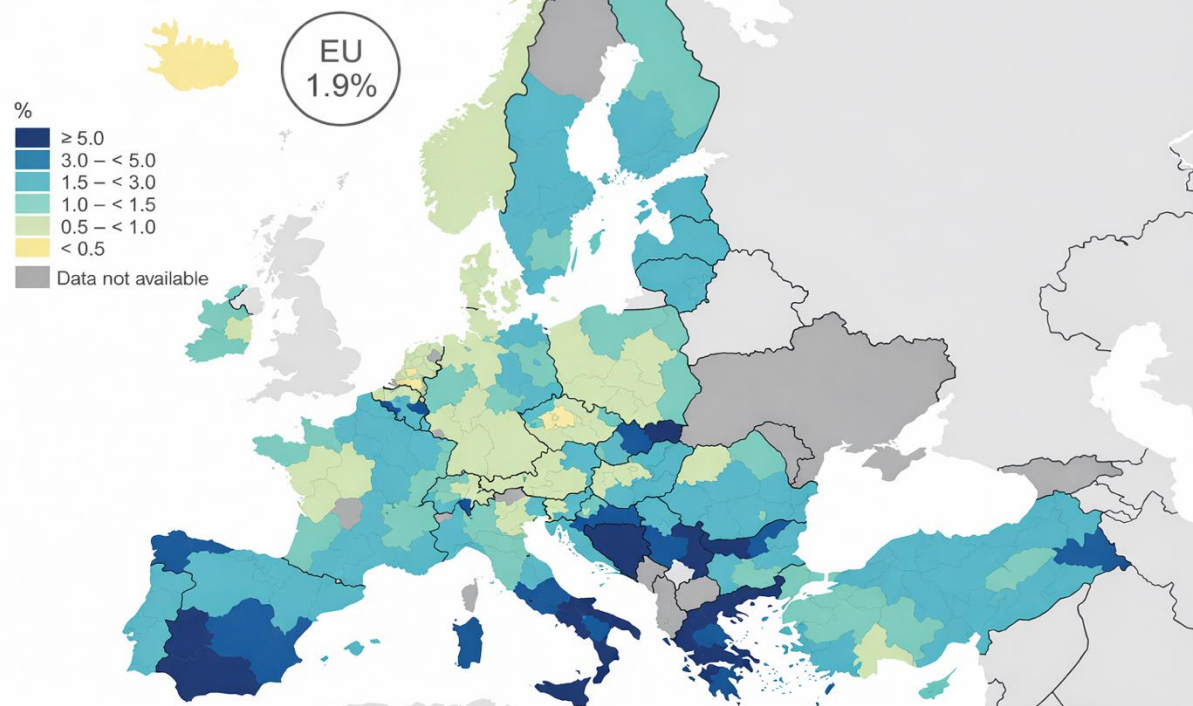 EU
1.9%
%
≥ 5.0
3.0 – < 5.0
1.5 – < 3.0
1.0 – < 1.5
0.5 – < 1.0
< 0.5
Data not available